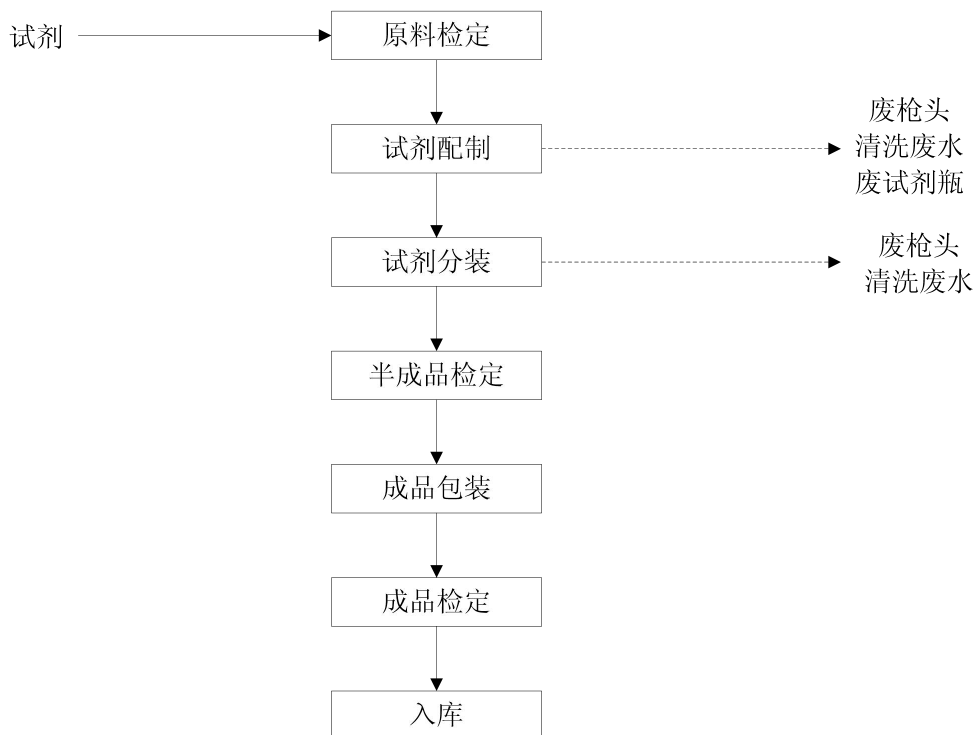 试剂
原料检定
试剂配制
废枪头
清洗废水
废试剂瓶
试剂分装
废枪头
清洗废水
半成品检定
成品包装
成品检定
入库